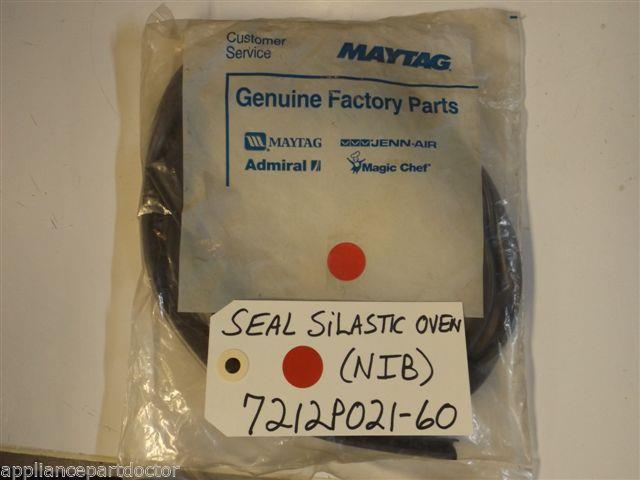 Customer
Service
MAYTAG
Genuine Factory Parts
MAYTAG
JENN-AIR
Admiral
Magic Chef
SEAL SiLASTIC OVEN
(NIB)
7212P021-60
appliancepartdoctor